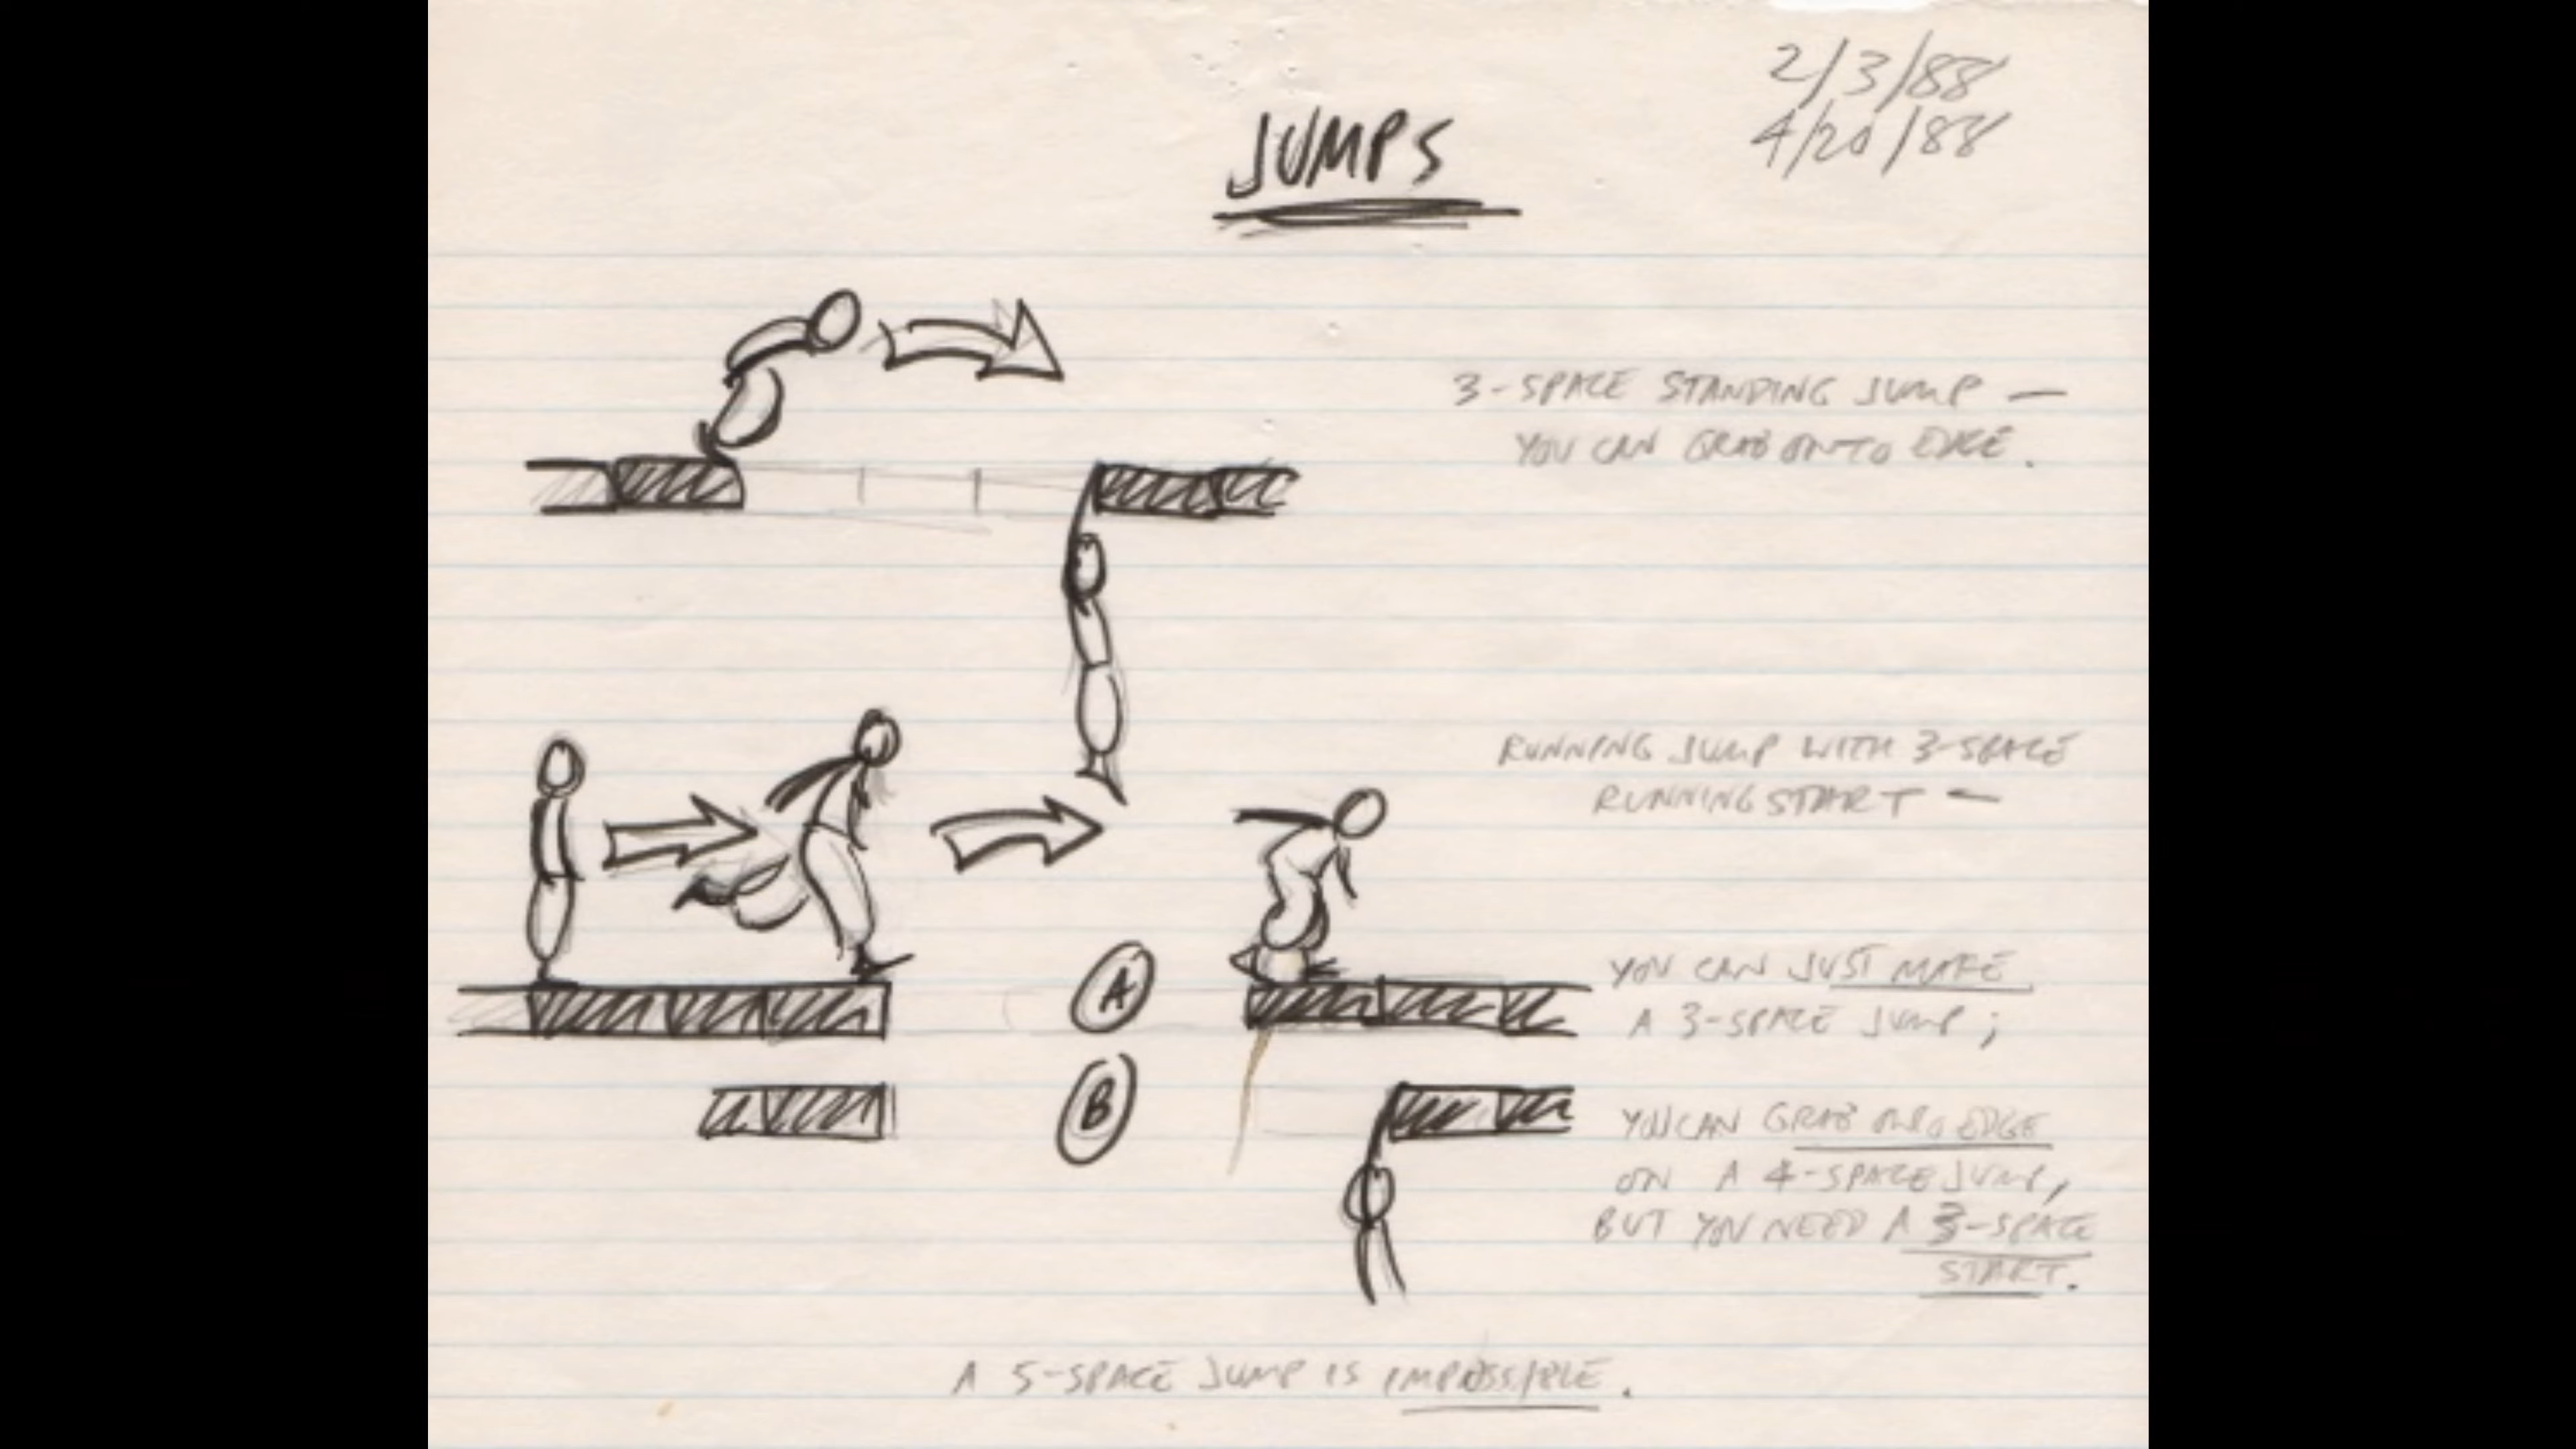 2/3/88
4/20/88
JUMPS
3-SPACE STANDING JUMP —
YOU CAN GRAB ONTO EDGE.
RUNNING JUMP WITH 3-SPACE
RUNNING START —
A
YOU CAN JUST MAKE
A 3-SPACE JUMP;
B
YOU CAN GRAB ONTO EDGE
ON A 4-SPACE JUMP,
BUT YOU NEED A 3-SPACE
START.
A 5-SPACE JUMP IS IMPOSSIBLE.